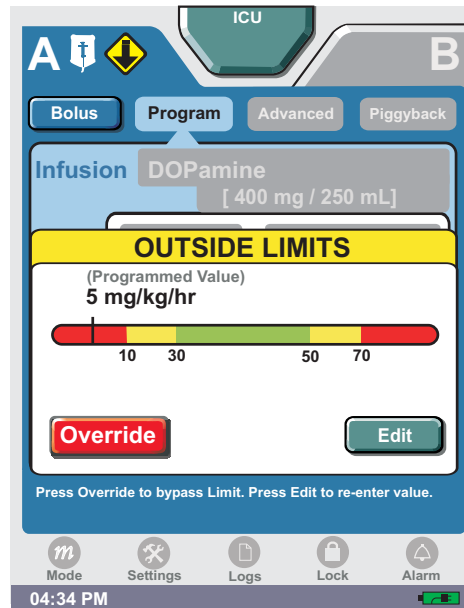 ICU
A
B
Bolus
Program
Advanced
Piggyback
Infusion
DOPamine
[ 400 mg / 250 mL]
OUTSIDE LIMITS
(Programmed Value)
5 mg/kg/hr
10 30 50 70
Override
Edit
Press Override to bypass Limit. Press Edit to re-enter value.
m
Mode
Settings
Logs
Lock
Alarm
04:34 PM